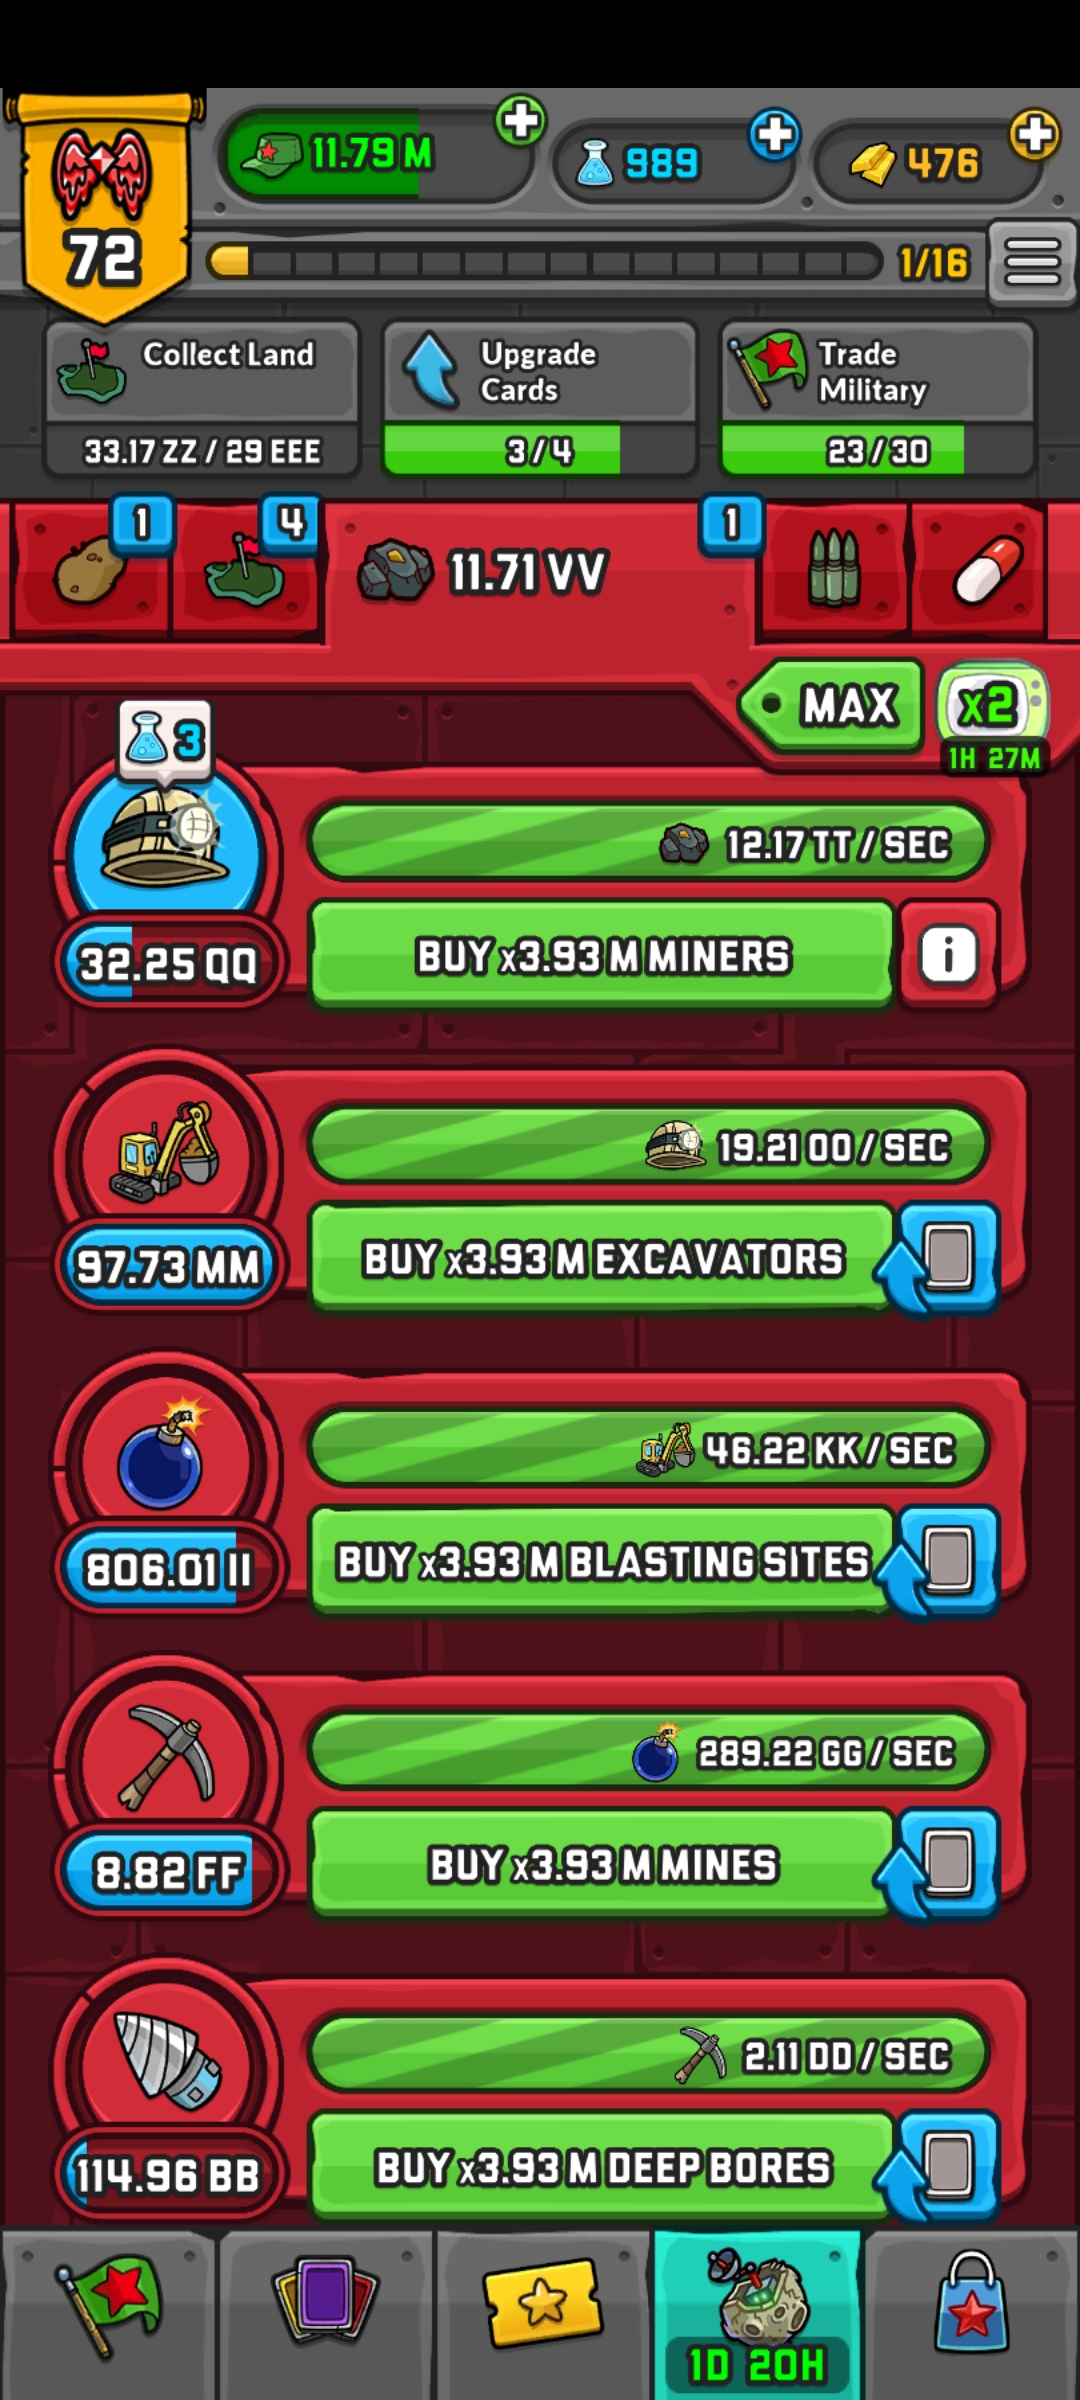 72
11.79 M
989
476
1/16
Collect Land
33.17 ZZ / 29 EEE
Upgrade
Cards
3/4
Trade
Military
23/30
1
4
11.71 VV
1
MAX
x2
1H 27M
3
12.17 TT / SEC
32.25 QQ
BUY x3.93 M MINERS
i
19.21 OO / SEC
97.73 MM
BUY x3.93 M EXCAVATORS
46.22 KK / SEC
806.01 II
BUY x3.93 M BLASTING SITES
289.22 GG / SEC
8.82 FF
BUY x3.93 M MINES
2.11 DD / SEC
114.96 BB
BUY x3.93 M DEEP BORES
1D 20H